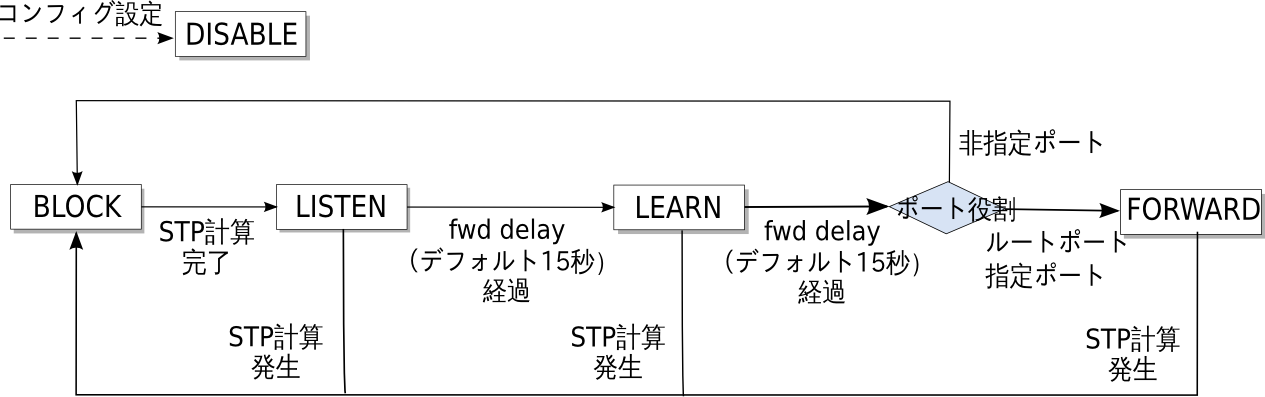 コンフィグ設定
DISABLE
非指定ポート
BLOCK
LISTEN
LEARN
ポート役割
FORWARD
STP計算
完了
fwd delay
(デフォルト15秒)
経過
fwd delay
(デフォルト15秒)
経過
ルートポート
指定ポート
STP計算
発生
STP計算
発生
STP計算
発生